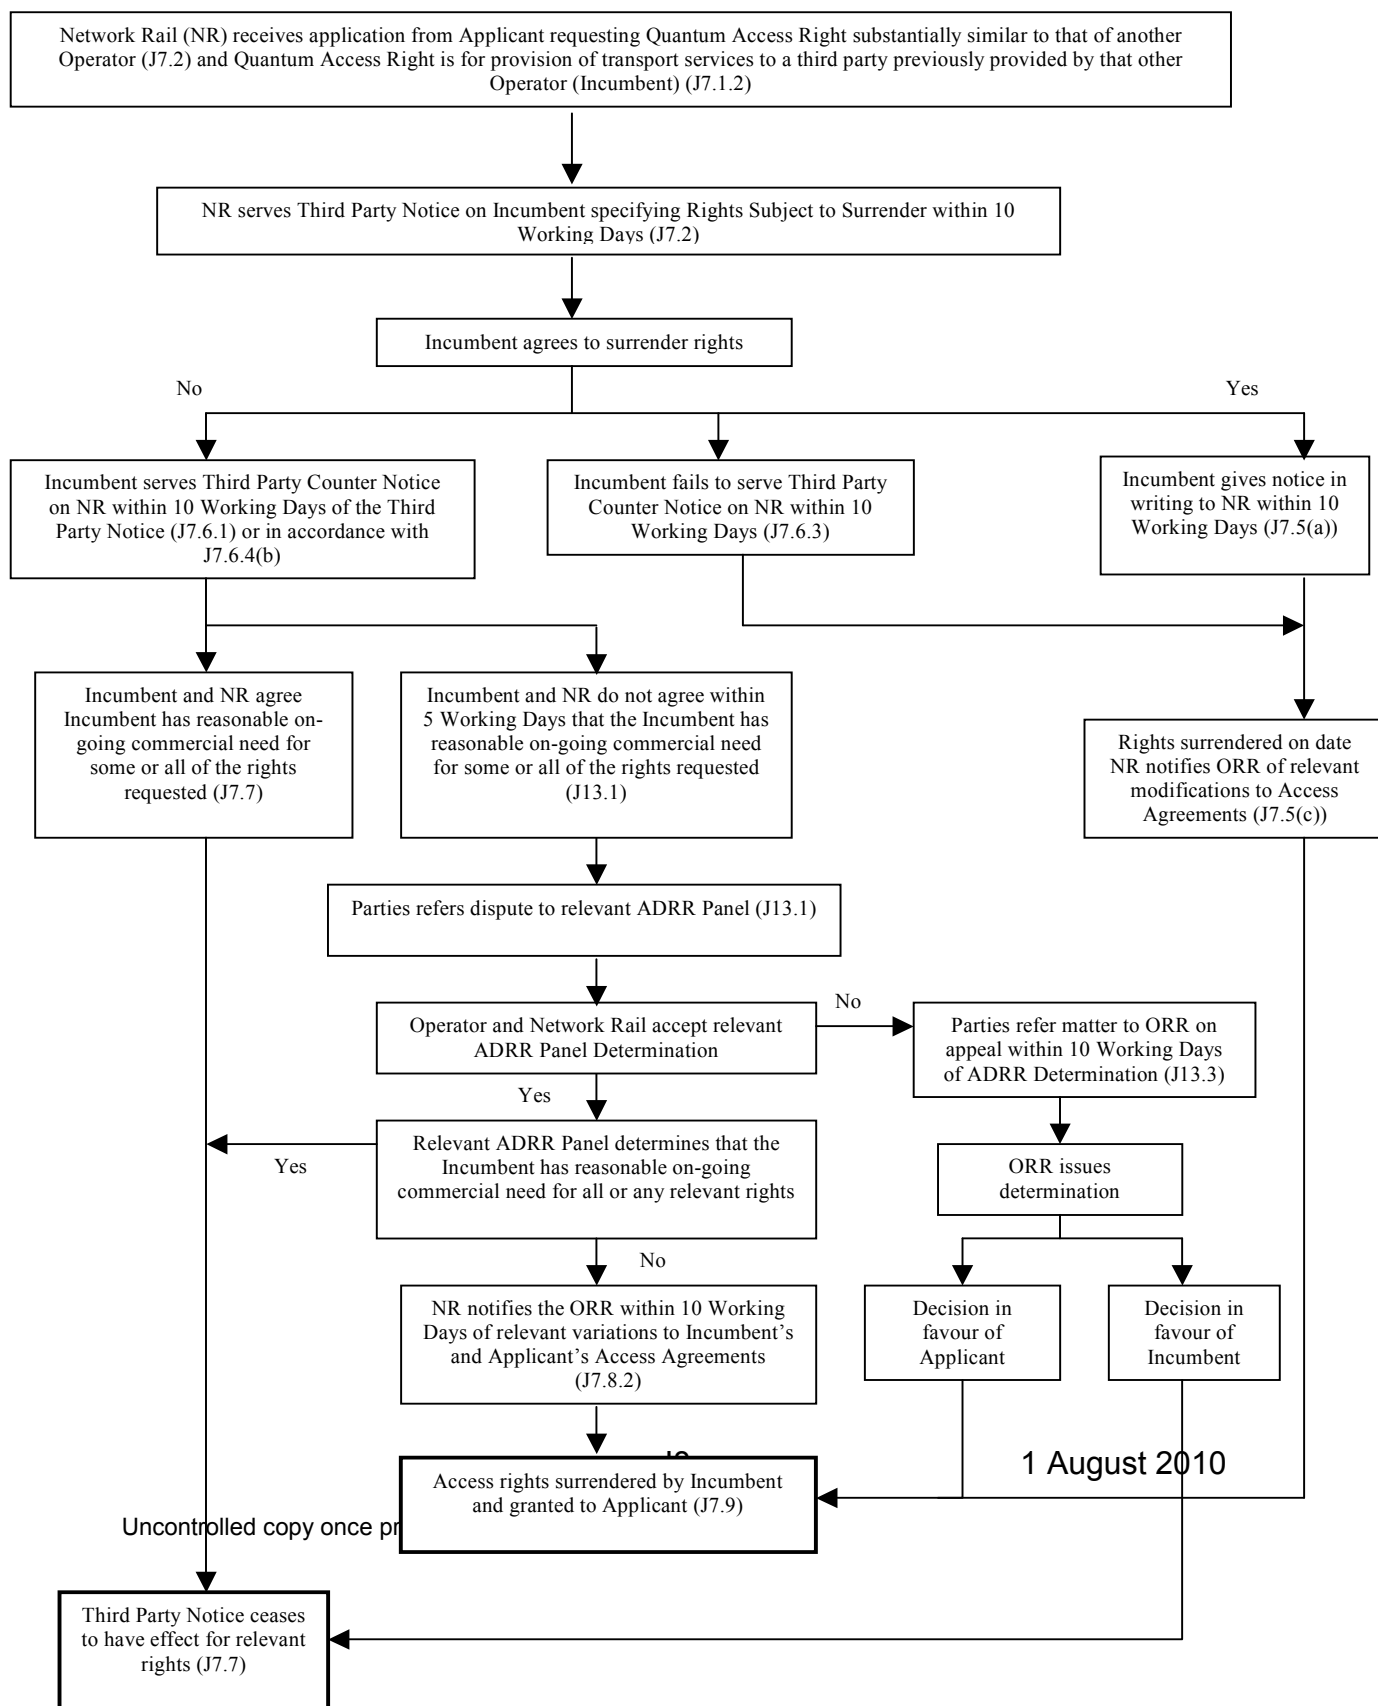 Network Rail (NR) receives application from Applicant requesting Quantum Access Right substantially similar to that of another
Operator (J7.2) and Quantum Access Right is for provision of transport services to a third party previously provided by that other
Operator (Incumbent) (J7.1.2)
NR serves Third Party Notice on Incumbent specifying Rights Subject to Surrender within 10
Working Days (J7.2)
Incumbent agrees to surrender rights
No
Yes
Incumbent serves Third Party Counter Notice
on NR within 10 Working Days of the Third
Party Notice (J7.6.1) or in accordance with
J7.6.4(b)
Incumbent fails to serve Third Party
Counter Notice on NR within 10
Working Days (J7.6.3)
Incumbent gives notice in
writing to NR within 10
Working Days (J7.5(a))
Incumbent and NR agree
Incumbent has reasonable on-
going commercial need for
some or all of the rights
requested (J7.7)
Incumbent and NR do not agree within
5 Working Days that the Incumbent has
reasonable on-going commercial need
for some or all of the rights requested
(J13.1)
Rights surrendered on date
NR notifies ORR of relevant
modifications to Access
Agreements (J7.5(c))
Parties refers dispute to relevant ADRR Panel (J13.1)
Operator and Network Rail accept relevant
ADRR Panel Determination
No
Parties refer matter to ORR on
appeal within 10 Working Days
of ADRR Determination (J13.3)
Yes
Relevant ADRR Panel determines that the
Incumbent has reasonable on-going
commercial need for all or any relevant rights
Yes
ORR issues
determination
No
NR notifies the ORR within 10 Working
Days of relevant variations to Incumbent's
and Applicant's Access Agreements
(J7.8.2)
Decision in
favour of
Applicant
Decision in
favour of
Incumbent
1 August 2010
Access rights surrendered by Incumbent
and granted to Applicant (J7.9)
Uncontrolled copy once
Third Party Notice ceases
to have effect for relevant
rights (J7.7)